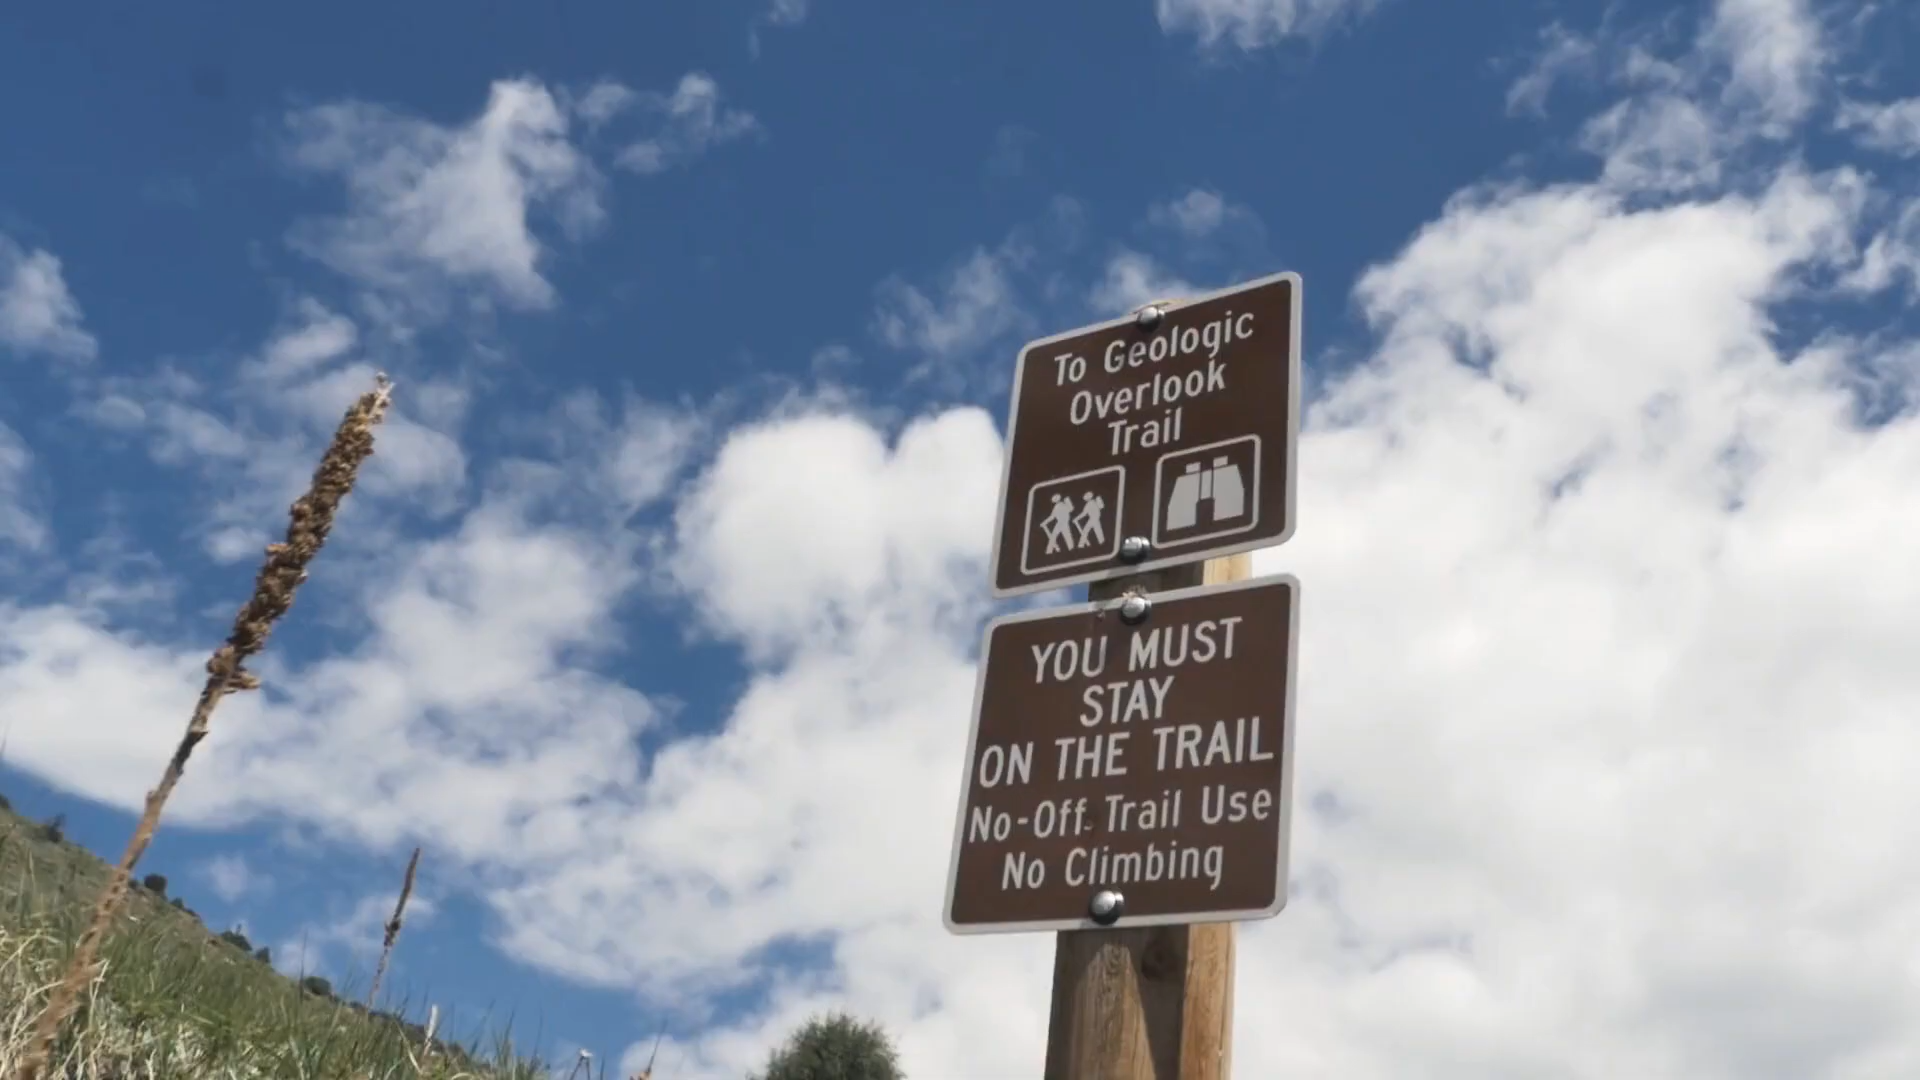 To Geologic
Overlook
Trail
YOU MUST
STAY
ON THE TRAIL
No-Off Trail Use
No Climbing